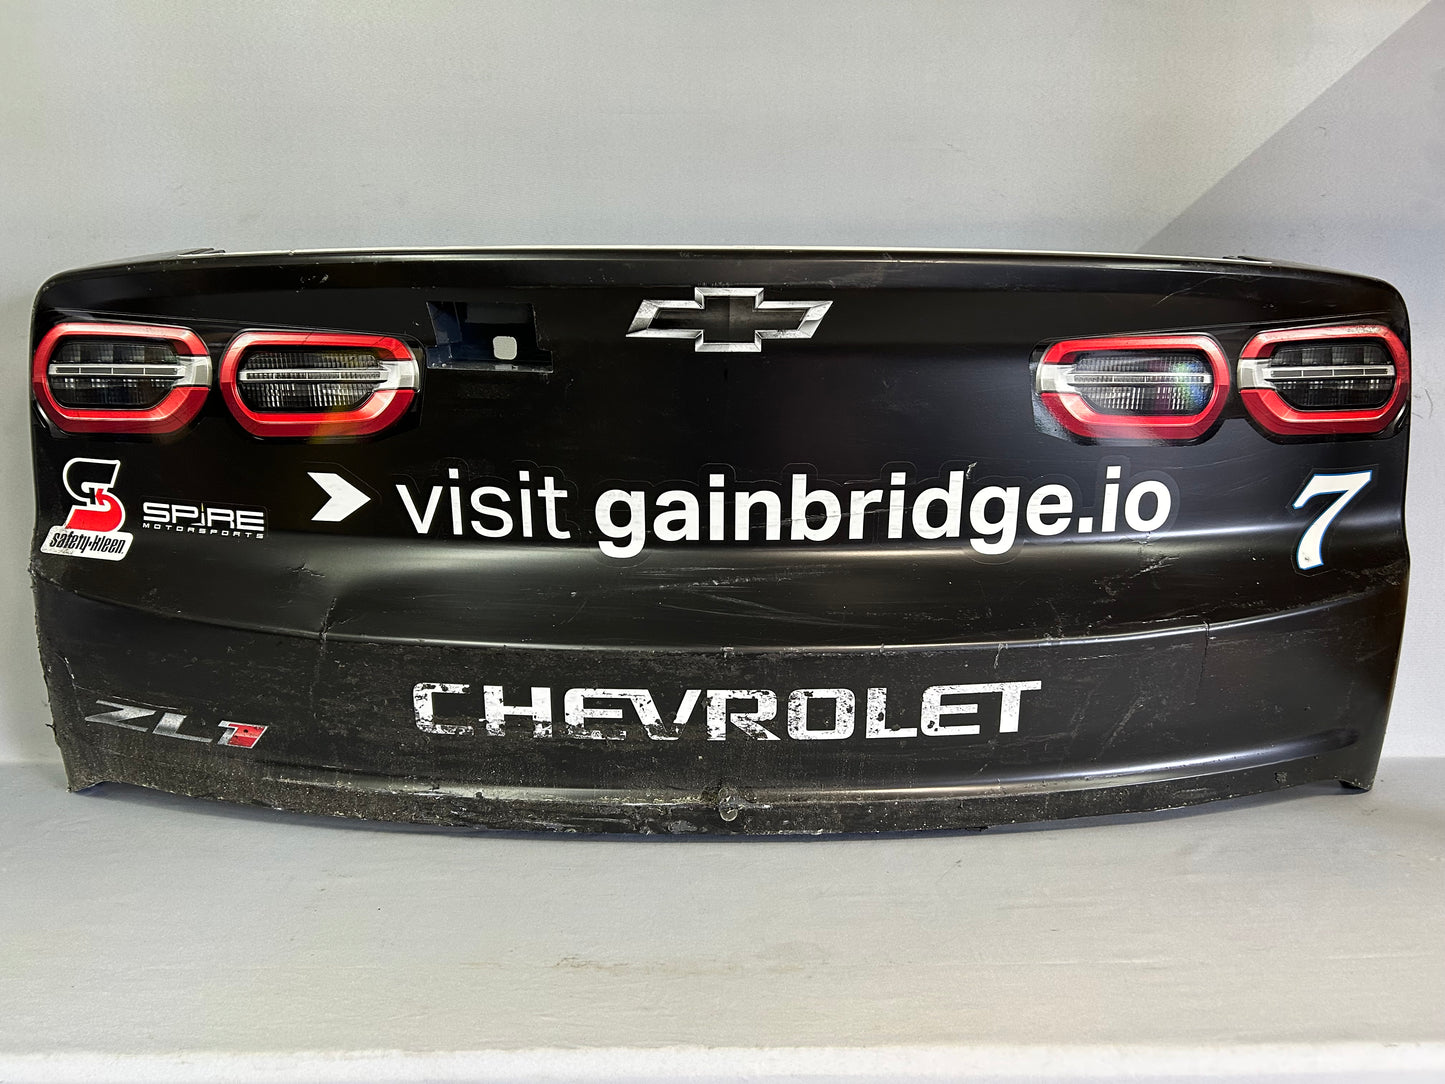 visit gainbridge.io
7
S
safety-kleen
SPIRE
MOTORSPORTS
CHEVROLET
ZL1